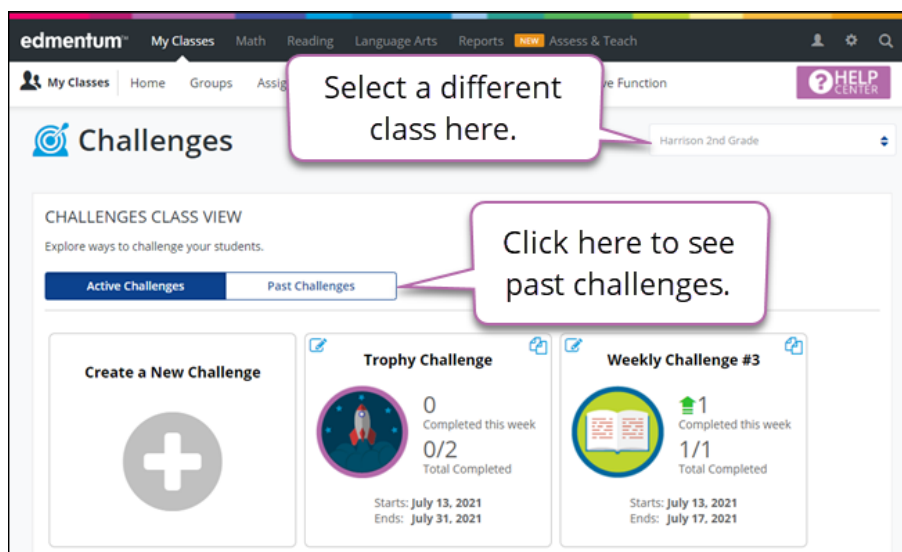 edmentum™ My Classes Math Reading Language Arts Reports NEW Assess & Teach
My Classes Home Groups Function HELP CENTER
Select a different
class here.
Challenges
Harrison 2nd Grade
CHALLENGES CLASS VIEW
Explore ways to challenge your students.
Click here to see
past challenges.
Active Challenges Past Challenges
Create a New Challenge
Trophy Challenge
0
Completed this week
0/2
Total Completed
Starts: July 13, 2021
Ends: July 31, 2021
Weekly Challenge #3
1
Completed this week
1/1
Total Completed
Starts: July 13, 2021
Ends: July 17, 2021